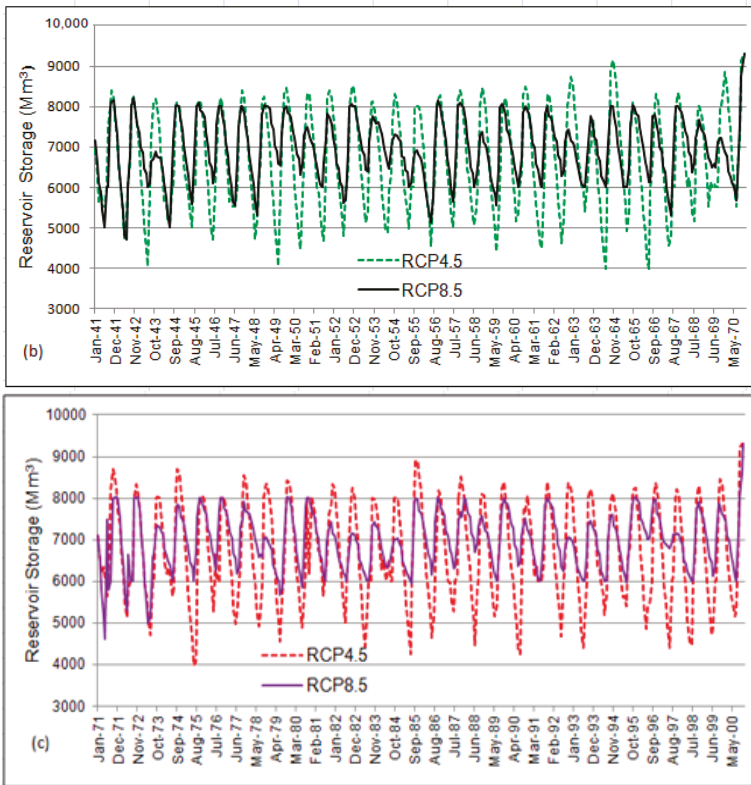 10,000
9000
8000
7000
6000
5000
4000
3000
Reservoir Storage (Mm³)
RCP4.5
RCP8.5
Jan-41
Dec-41
Nov-42
Oct-43
Sep-44
Aug-45
Jul-46
Jun-47
May-48
Apr-49
Mar-50
Feb-51
Jan-52
Dec-52
Nov-53
Oct-54
Sep-55
Aug-56
Jul-57
Jun-58
May-59
Apr-60
Mar-61
Feb-62
Jan-63
Dec-63
Nov-64
Oct-65
Sep-66
Aug-67
Jul-68
Jun-69
May-70
(b)
10000
9000
8000
7000
6000
5000
4000
3000
Reservoir Storage (Mm³)
RCP4.5
RCP8.5
Jan-71
Dec-71
Nov-72
Oct-73
Sep-74
Aug-75
Jul-76
Jun-77
May-78
Apr-79
Mar-80
Feb-81
Jan-82
Dec-82
Nov-83
Oct-84
Sep-85
Aug-86
Jul-87
Jun-88
May-89
Apr-90
Mar-91
Feb-92
Jan-93
Dec-93
Nov-94
Oct-95
Sep-96
Aug-97
Jul-98
Jun-99
May-00
(c)